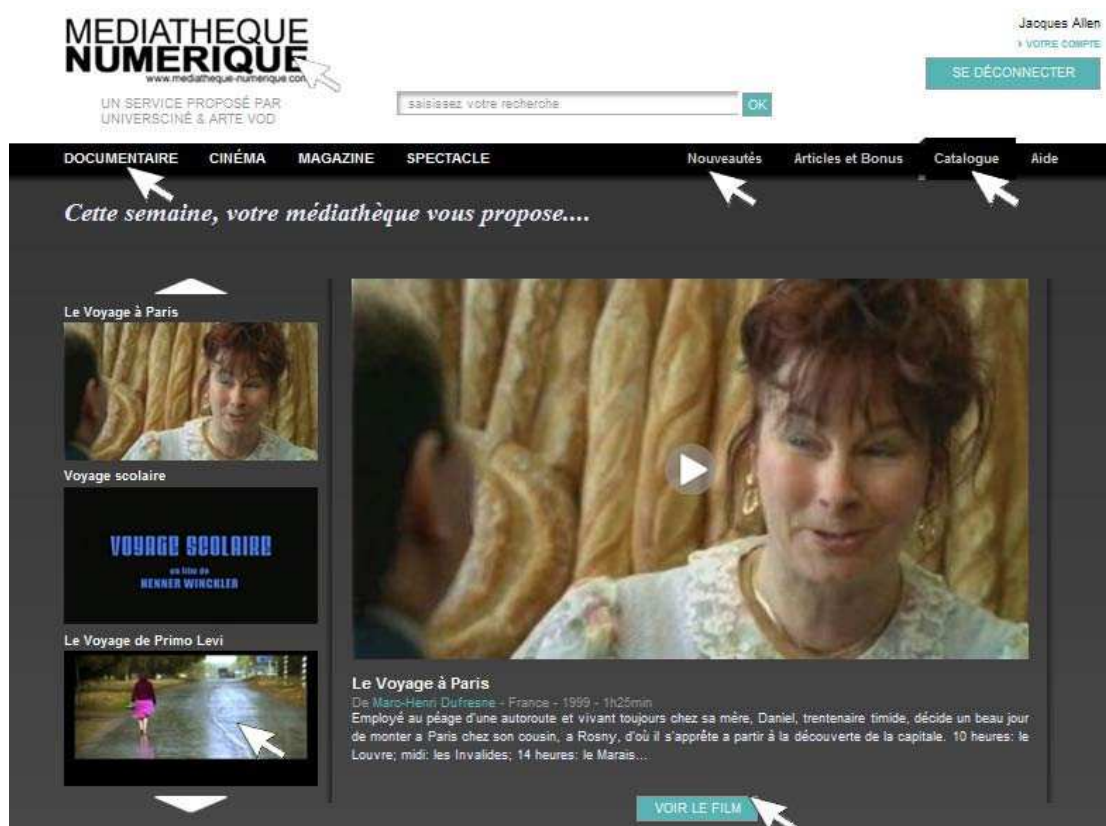 MEDIATHEQUE
NUMERIQUE
www.mediatheque-numerique.com
UN SERVICE PROPOSÉ PAR
UNIVERSCINÉ & ARTE VOD
saisissez votre recherche
OK
Jacques Allen
› VOTRE COMPTE
SE DÉCONNECTER
DOCUMENTAIRE CINÉMA MAGAZINE SPECTACLE Nouveautés Articles et Bonus Catalogue Aide
Cette semaine, votre médiathèque vous propose....
Le Voyage à Paris
Voyage scolaire
VOYAGE SCOLAIRE
un film de
HENNER WINCKLER
Le Voyage de Primo Levi
Le Voyage à Paris
De Marc-Henri Dufresne - France - 1999 - 1h25min
Employé au péage d'une autoroute et vivant toujours chez sa mère, Daniel, trentenaire timide, décide un beau jour
de monter a Paris chez son cousin, a Rosny, d'où il s'apprête a partir à la découverte de la capitale. 10 heures: le
Louvre; midi: les Invalides; 14 heures: le Marais...
VOIR LE FILM